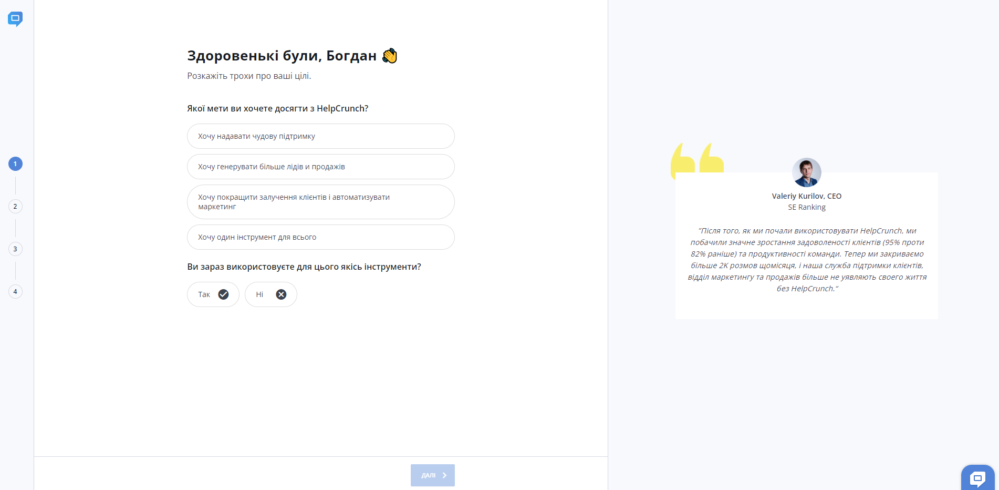 Здоровенькі були, Богдан 👋
Розкажіть трохи про ваші цілі.
Якої мети ви хочете досягти з HelpCrunch?
Хочу надавати чудову підтримку
Хочу генерувати більше лідів и продажів
Хочу покращити залучення клієнтів і автоматизувати
маркетинг
Хочу один інструмент для всього
Ви зараз використовуєте для цього якісь інструменти?
Так
Ні
ДАЛІ
1
2
3
4
Valeriy Kurilov, CEO
SE Ranking
"Після того, як ми почали використовувати HelpCrunch, ми
побачили значне зростання задоволеності клієнтів (95% проти
82% раніше) та продуктивності команди. Тепер ми закриваємо
більше 2K розмов щомісяця, і наша служба підтримки клієнтів,
відділ маркетингу та продажів більше не уявляють своего життя
без HelpCrunch.“